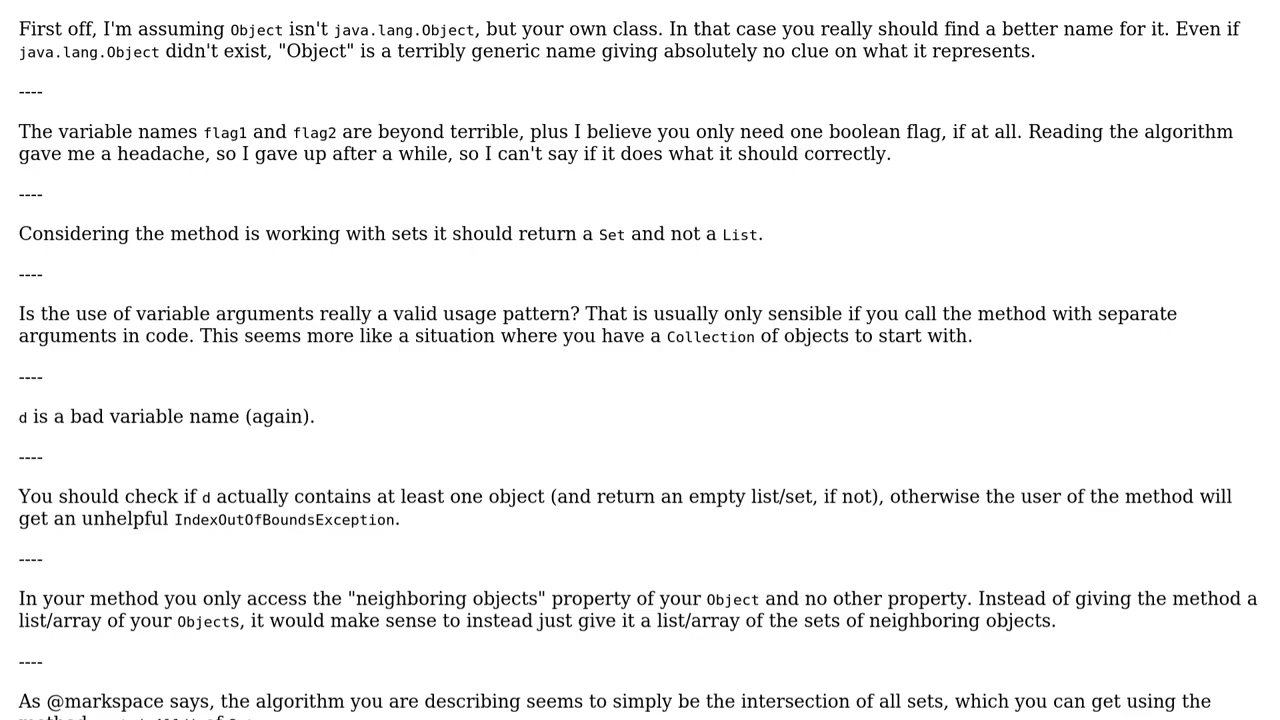 First off, I'm assuming Object isn't java.lang.Object, but your own class. In that case you really should find a better name for it. Even if
java.lang.Object didn't exist, "Object" is a terribly generic name giving absolutely no clue on what it represents.
----
The variable names flag1 and flag2 are beyond terrible, plus I believe you only need one boolean flag, if at all. Reading the algorithm
gave me a headache, so I gave up after a while, so I can't say if it does what it should correctly.
----
Considering the method is working with sets it should return a Set and not a List.
----
Is the use of variable arguments really a valid usage pattern? That is usually only sensible if you call the method with separate
arguments in code. This seems more like a situation where you have a Collection of objects to start with.
----
d is a bad variable name (again).
----
You should check if d actually contains at least one object (and return an empty list/set, if not), otherwise the user of the method will
get an unhelpful IndexOutOfBoundsException.
----
In your method you only access the "neighboring objects" property of your Object and no other property. Instead of giving the method a
list/array of your Objects, it would make sense to instead just give it a list/array of the sets of neighboring objects.
----
As @markspace says, the algorithm you are describing seems to simply be the intersection of all sets, which you can get using the